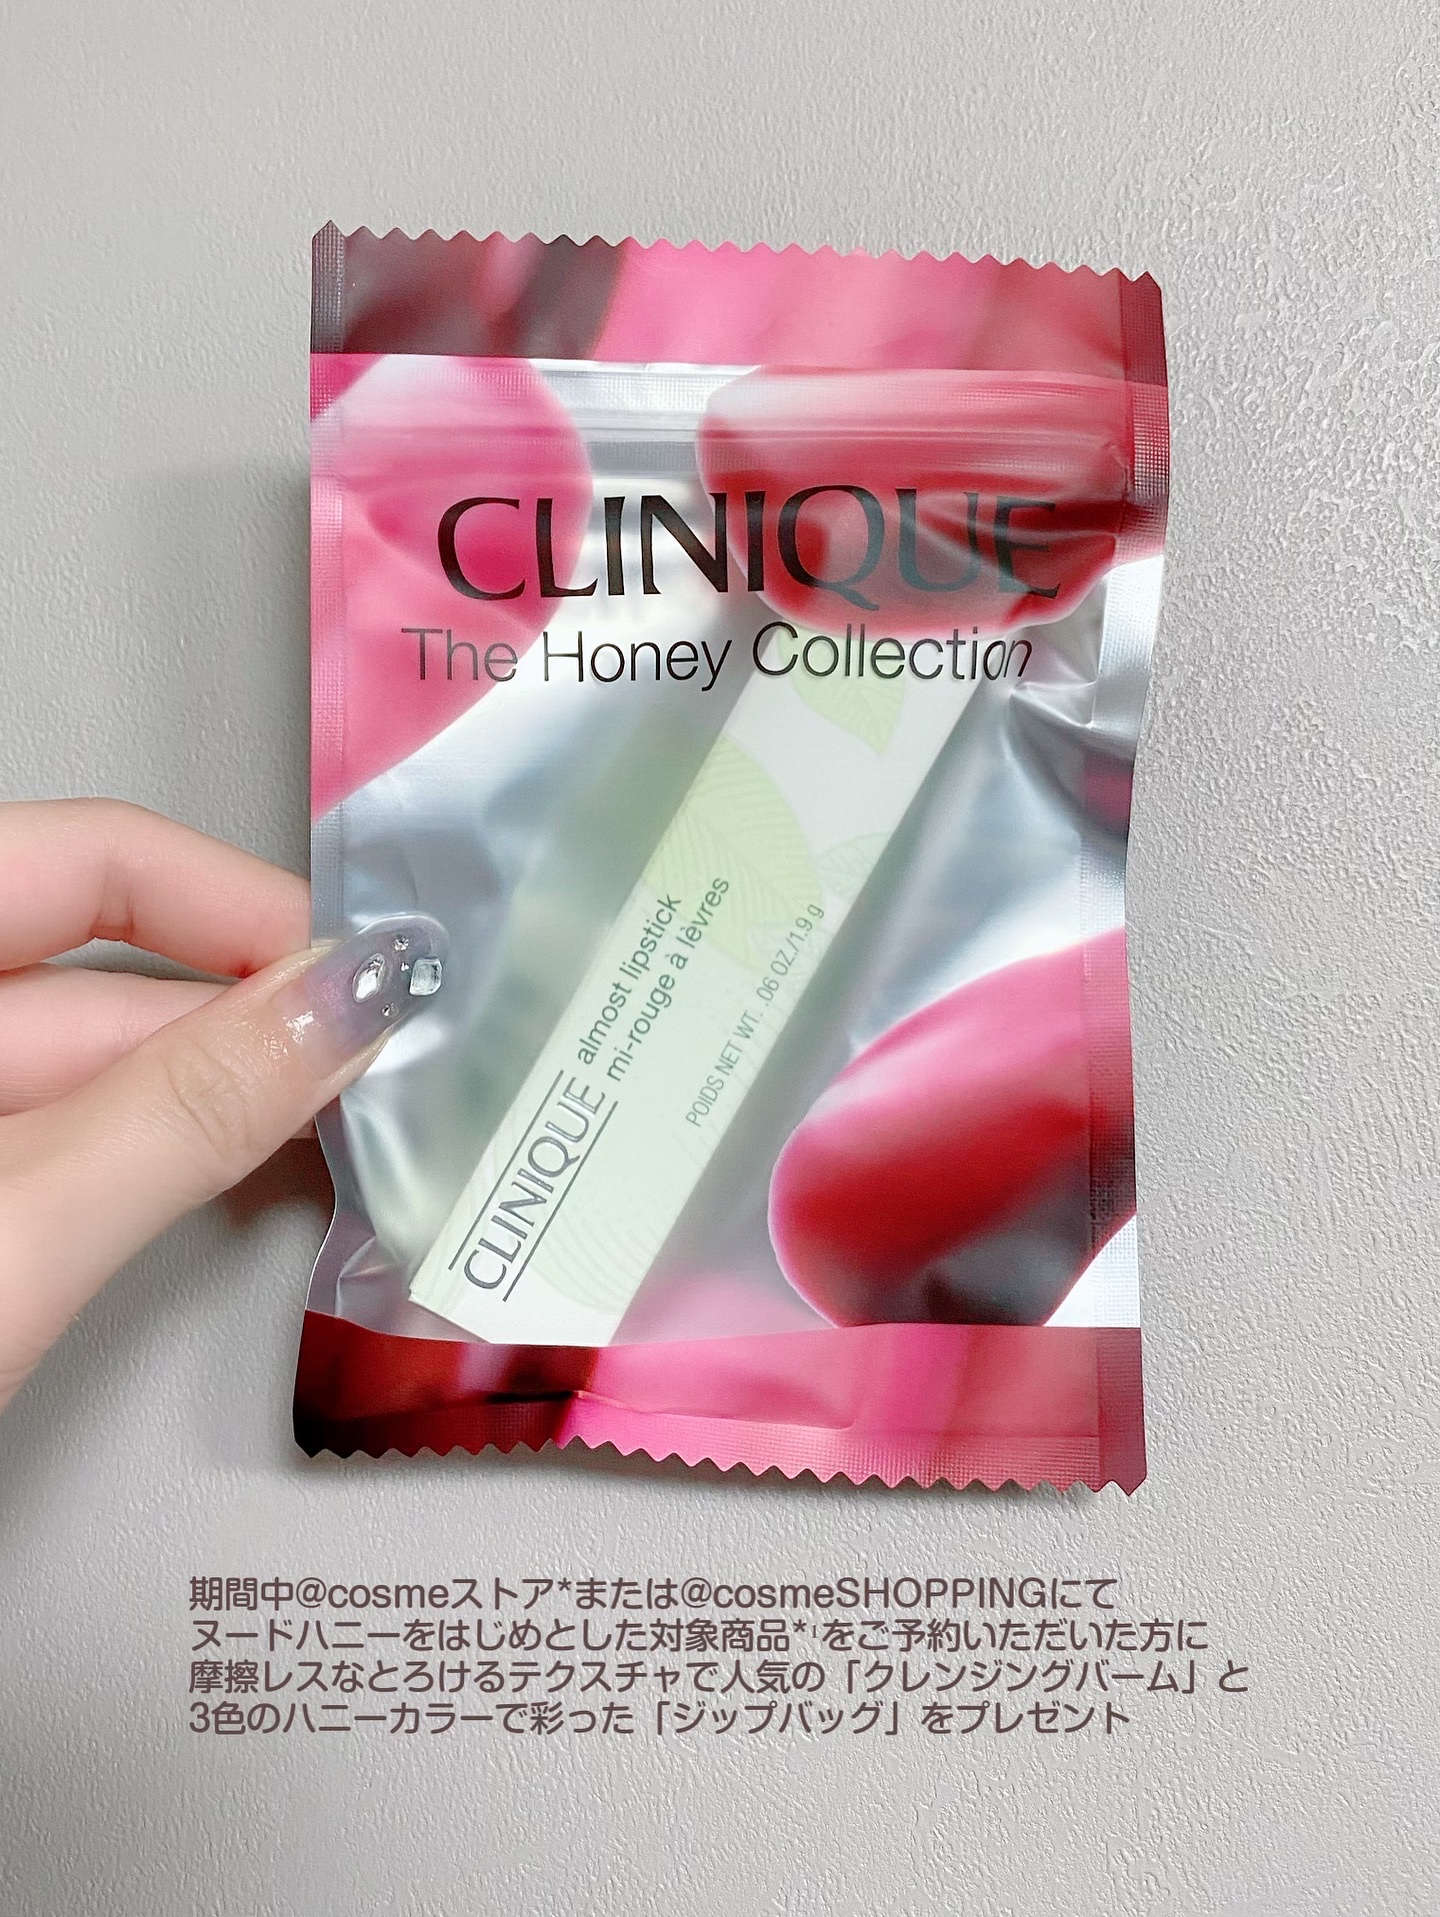 CLINIQUE
The Honey Collection
CLINIQUE
almost lipstick
mi-rouge à lèvres
POIDS NET WT. .06 OZ./1.9 g
期間中@cosmeストア*または@cosmeSHOPPINGにて
ヌードハニーをはじめとした対象商品*¹をご予約いただいた方に
摩擦レスなとろけるテクスチャで人気の「クレンジングバーム」と
3色のハニーカラーで彩った「ジップバッグ」をプレゼント